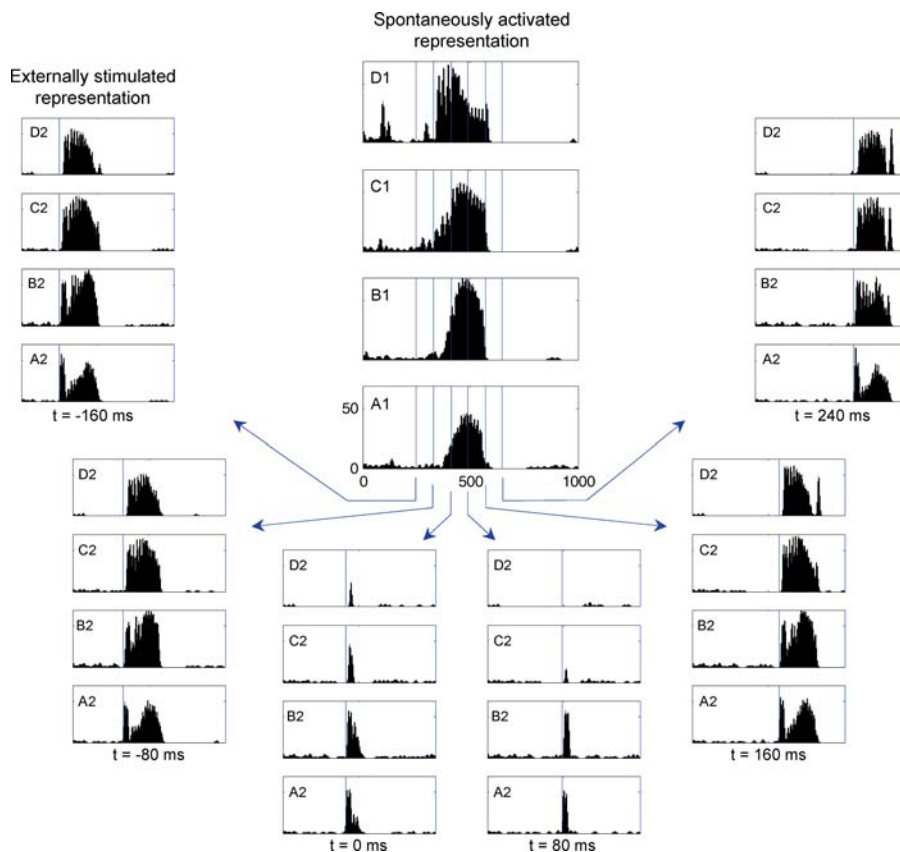 Spontaneously activated
representation
Externally stimulated
representation
D1
C1
B1
A1
50
0
0
500
1000
D2
C2
B2
A2
t = -160 ms
D2
C2
B2
A2
t = 240 ms
D2
C2
B2
A2
t = -80 ms
D2
C2
B2
A2
t = 0 ms
D2
C2
B2
A2
t = 80 ms
D2
C2
B2
A2
t = 160 ms